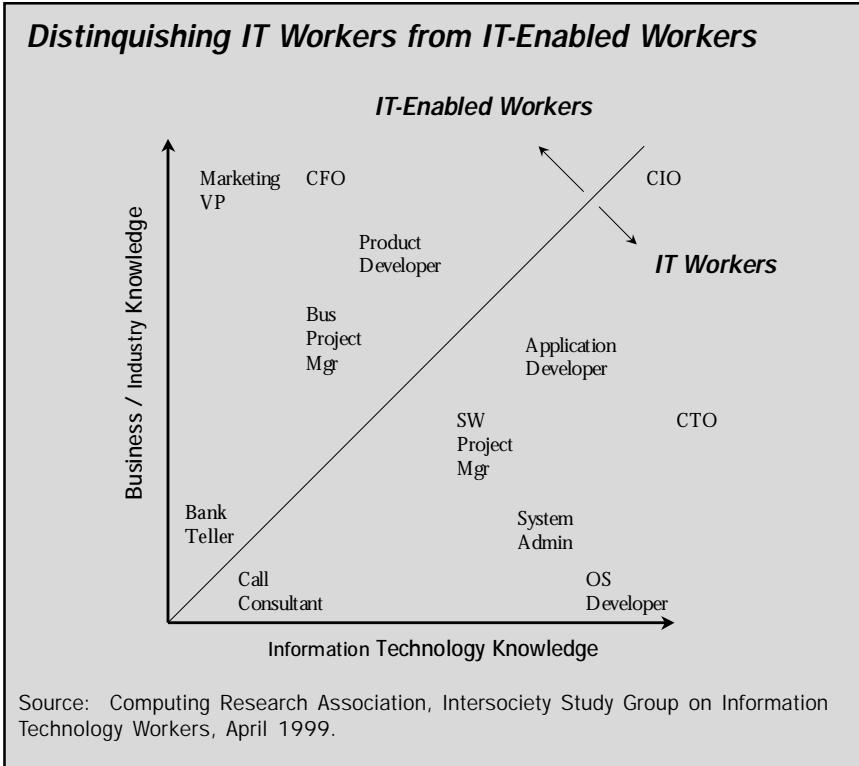 Distinquishing IT Workers from IT-Enabled Workers
IT-Enabled Workers
Marketing
VP
CFO
CIO
Product
Developer
IT Workers
Bus
Project
Mgr
Application
Developer
SW
Project
Mgr
CTO
Bank
Teller
System
Admin
Call
Consultant
OS
Developer
Business / Industry Knowledge
Information Technology Knowledge
Source: Computing Research Association, Intersociety Study Group on Information
Technology Workers, April 1999.